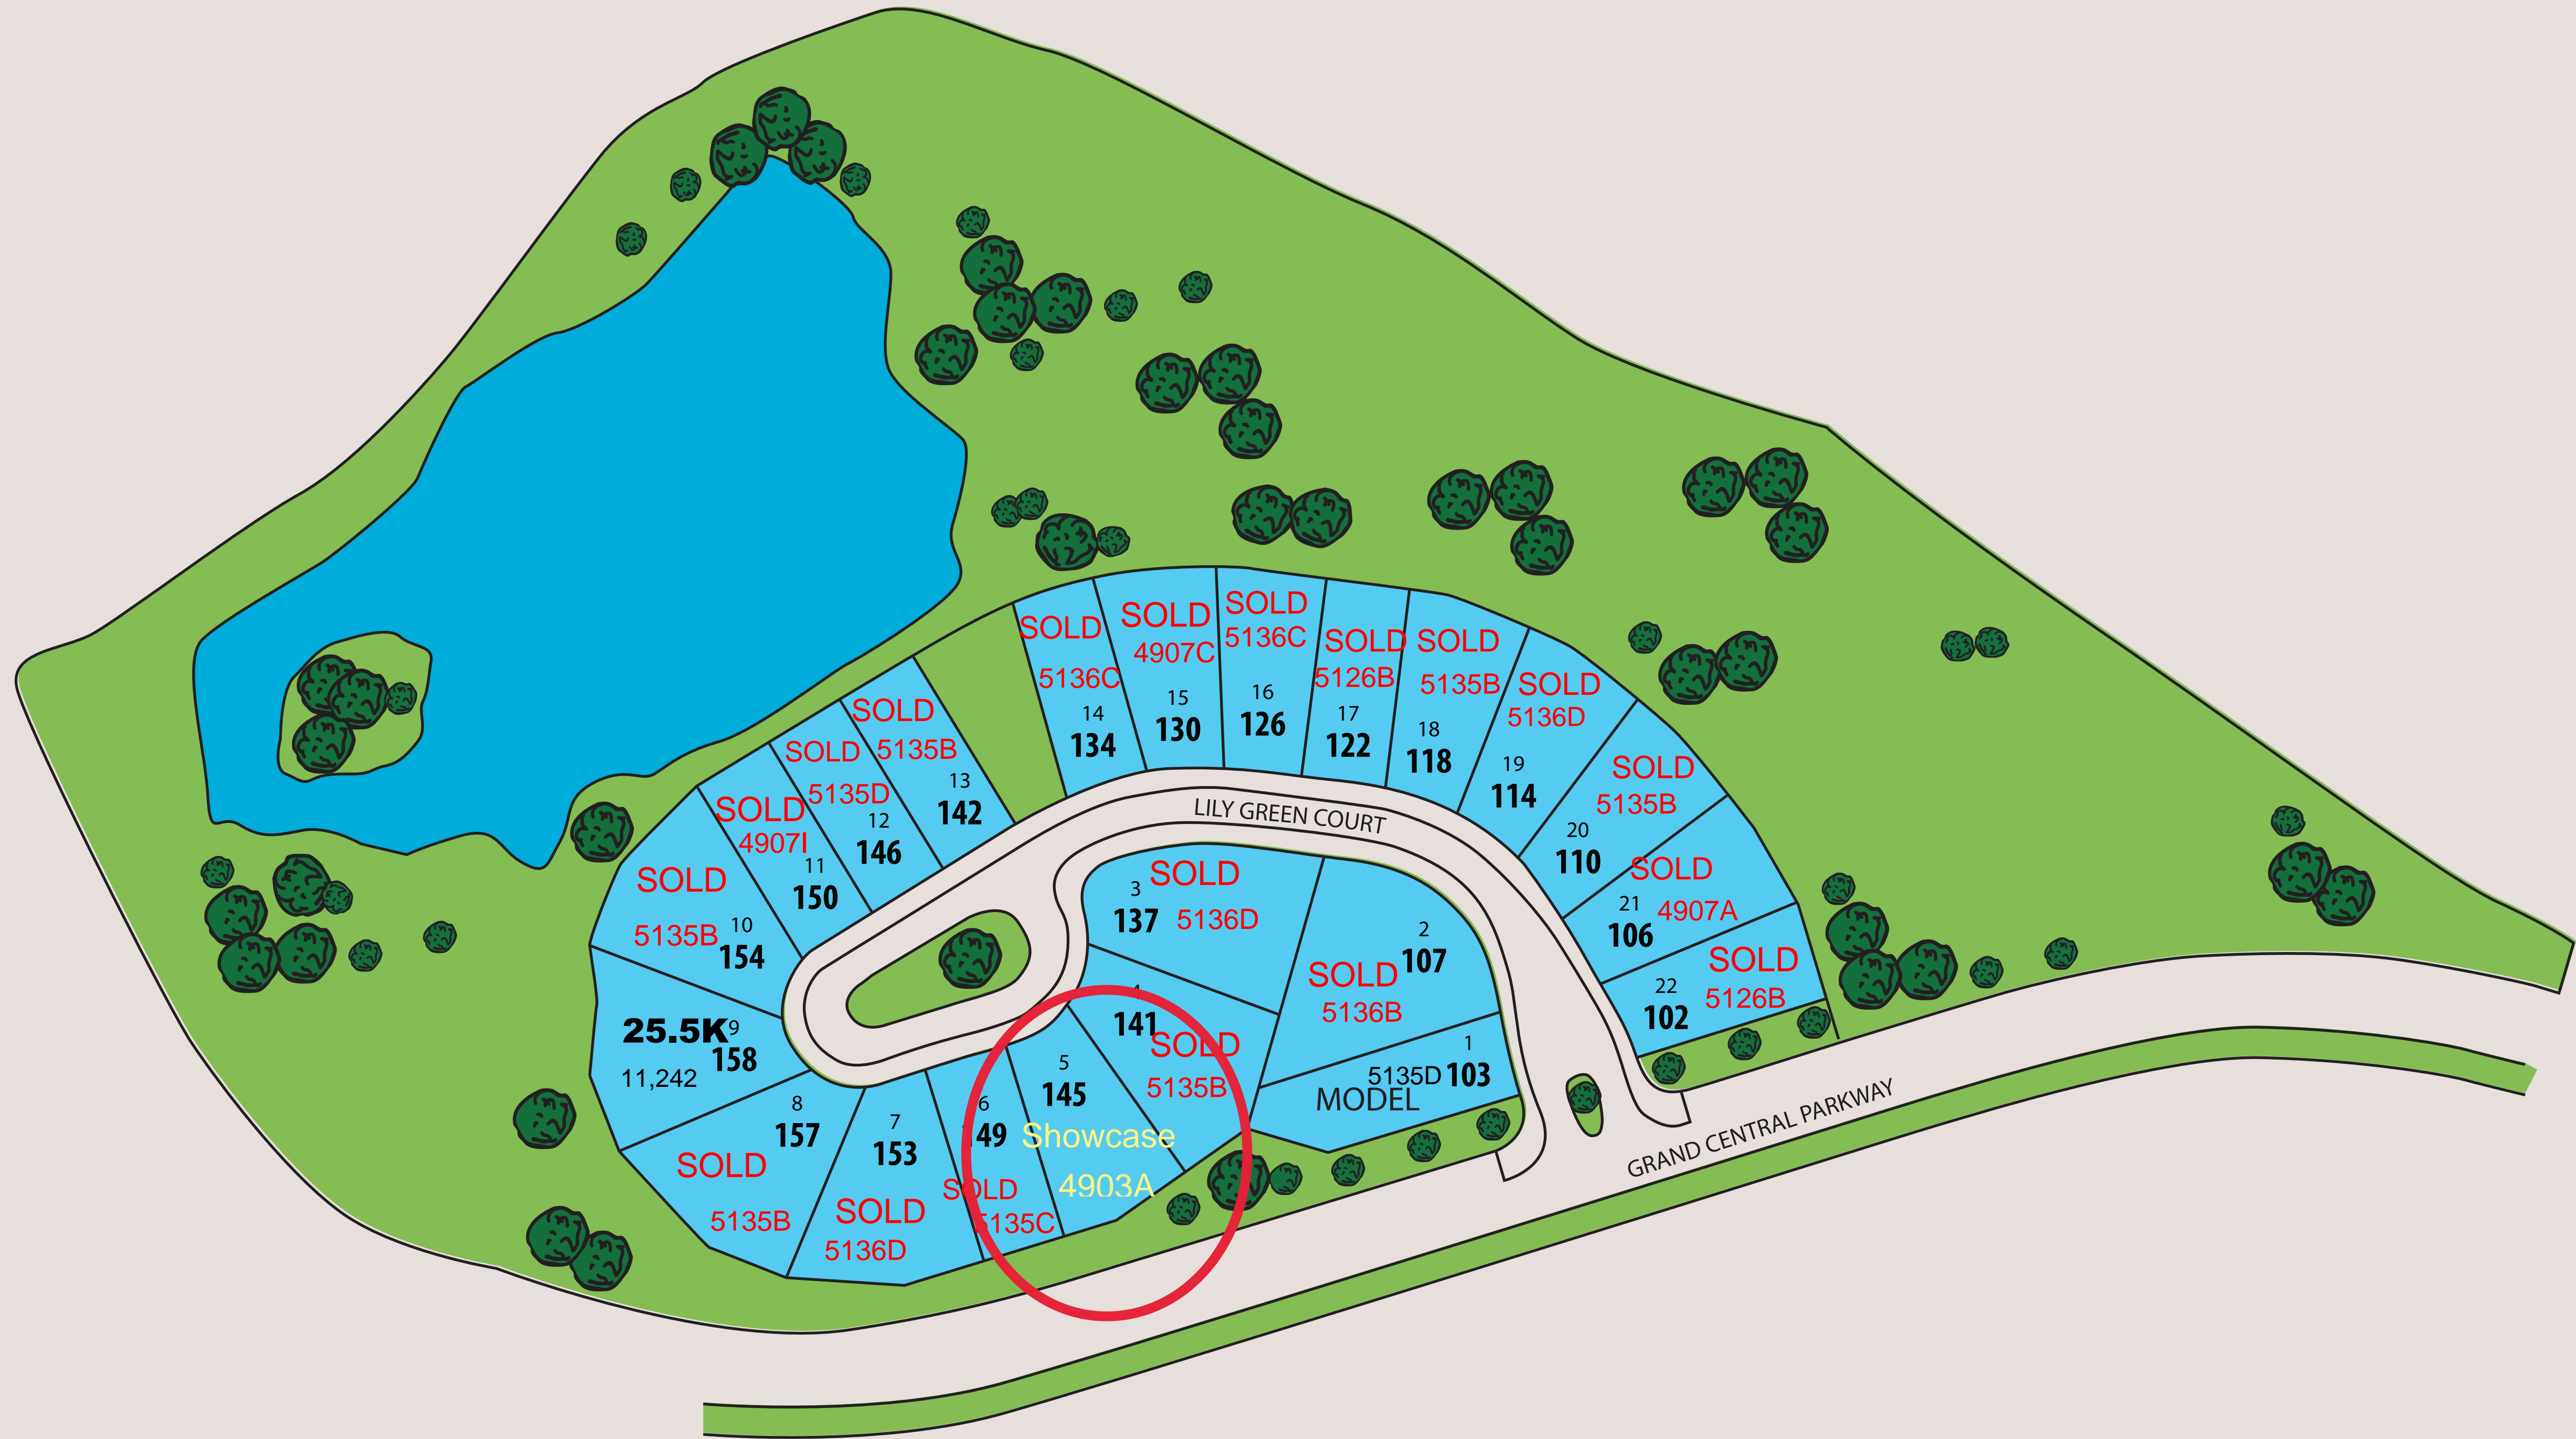 SOLD
5136C
14
134
SOLD
4907C
15
130
SOLD
5136C
16
126
SOLD
5126B
17
122
SOLD
5135B
18
118
SOLD
5136D
19
114
SOLD
5135B
20
110
SOLD
4907A
21
106
SOLD
5126B
22
102
SOLD
5135B
13
142
SOLD
5135D
12
146
SOLD
4907I
11
150
SOLD
5135B
10
154
25.5K
9
158
11,242
8
157
SOLD
5135B
7
153
SOLD
5136D
6
149
SOLD
5135C
5
145
Showcase
4903A
4
141
SOLD
5135B
3
137
SOLD
5136D
2
107
SOLD
5136B
1
5135D 103
MODEL
LILY GREEN COURT
GRAND CENTRAL PARKWAY